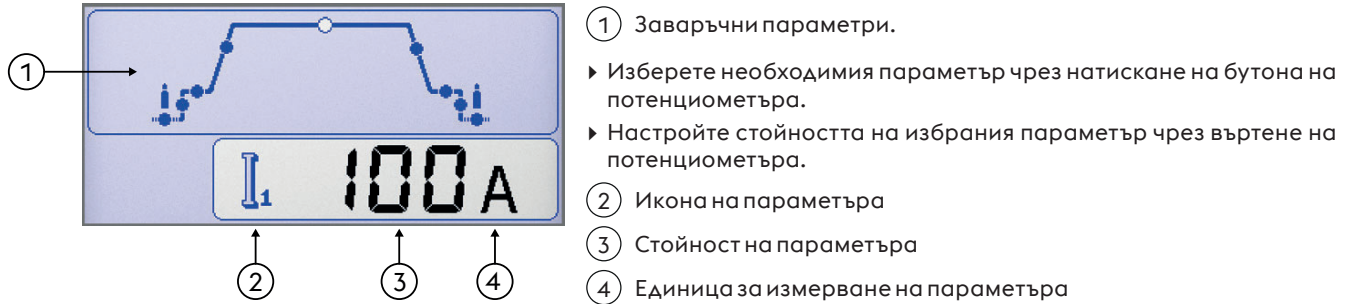 1 Заваръчни параметри.
▸ Изберете необходимия параметър чрез натискане на бутона на
потенциометъра.
▸ Настройте стойността на избрания параметър чрез въртене на
потенциометъра.
2 Икона на параметъра
3 Стойност на параметъра
4 Единица за измерване на параметъра
1
I1 100 A
2 3 4